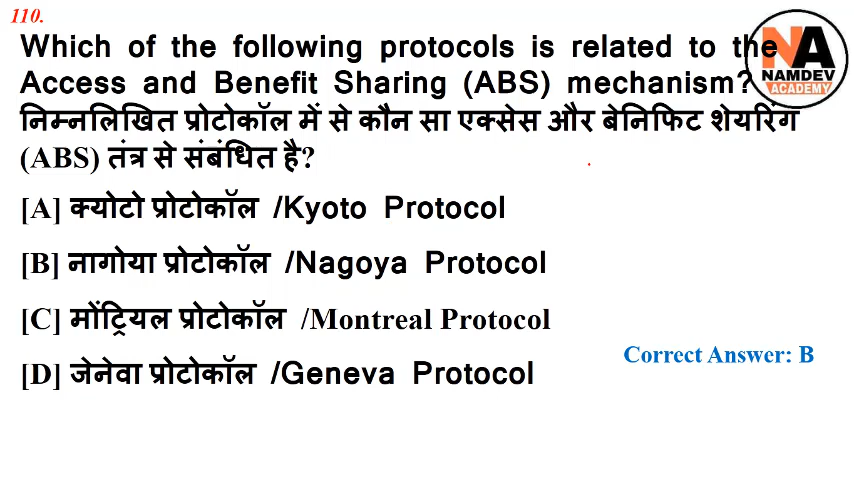 110.
Which of the following protocols is related to the
Access and Benefit Sharing (ABS) mechanism?
निम्नलिखित प्रोटोकॉल में से कौन सा एक्सेस और बेनिफिट शेयरिंग
(ABS) तंत्र से संबंधित है?
[A] क्योटो प्रोटोकॉल /Kyoto Protocol
[B] नागोया प्रोटोकॉल /Nagoya Protocol
[C] मोंट्रियल प्रोटोकॉल /Montreal Protocol
[D] जेनेवा प्रोटोकॉल /Geneva Protocol
Correct Answer: B
NA
NAMDEV
ACADEMY